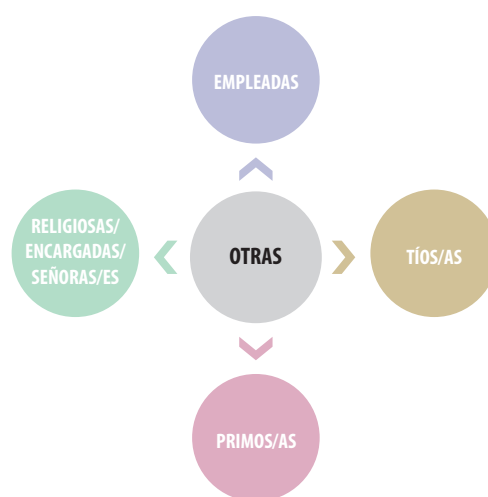 EMPLEADAS
RELIGIOSAS/
ENCARGADAS/
SEÑORAS/ES
OTRAS
TÍOS/AS
PRIMOS/AS